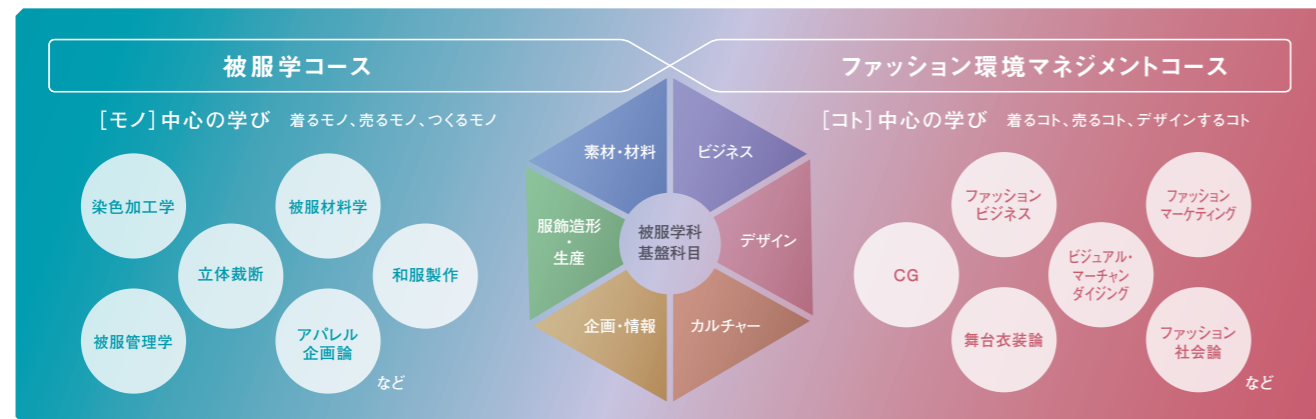 被服学コース
[モノ]中心の学び 着るモノ、売るモノ、つくるモノ
染色加工学
被服材料学
立体裁断
和服製作
被服管理学
アパレル
企画論
など
素材・材料
ビジネス
服飾造形
・
生産
被服学科
基盤科目
デザイン
企画・情報
カルチャー
ファッション環境マネジメントコース
[コト]中心の学び 着るコト、売るコト、デザインするコト
ファッション
ビジネス
ファッション
マーケティング
CG
ビジュアル・
マーチャン
ダイジング
舞台衣装論
ファッション
社会論
など